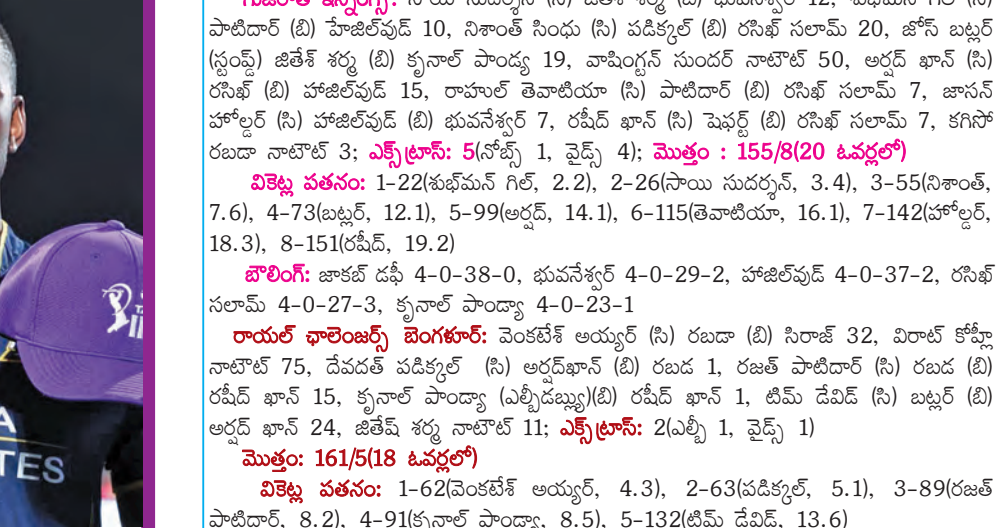 పాటిదార్ (బి) హేజిల్‌వుడ్ 10, నిశాంత్ సింధు (సి) పడిక్కల్ (బి) రసిఖ్ సలామ్ 20, జోస్ బట్లర్
(స్టంప్డ్) జితేశ్ శర్మ (బి) కృనాల్ పాండ్య 19, వాషింగ్టన్ సుందర్ నాటౌట్ 50, అర్షద్ ఖాన్ (సి)
రసిఖ్ (బి) హాజిల్‌వుడ్ 15, రాహుల్ తెవాటియా (సి) పాటిదార్ (బి) రసిఖ్ సలామ్ 7, జాసన్
హోల్డర్ (సి) హాజిల్‌వుడ్ (బి) భువనేశ్వర్ 7, రషీద్ ఖాన్ (సి) షెఫర్డ్ (బి) రసిఖ్ సలామ్ 7, కగిసో
రబడా నాటౌట్ 3; ఎక్స్‌ట్రాస్: 5(నోబ్స్ 1, వైడ్స్ 4); మొత్తం : 155/8(20 ఓవర్లలో)
వికెట్ల పతనం: 1-22(శుభ్‌మన్ గిల్, 2.2), 2-26(సాయి సుదర్శన్, 3.4), 3-55(నిశాంత్,
7.6), 4-73(బట్లర్, 12.1), 5-99(అర్షద్, 14.1), 6-115(తెవాటియా, 16.1), 7-142(హోల్డర్,
18.3), 8-151(రషీద్, 19.2)
బౌలింగ్: జాకబ్ డఫీ 4-0-38-0, భువనేశ్వర్ 4-0-29-2, హాజిల్‌వుడ్ 4-0-37-2, రసిఖ్
సలామ్ 4-0-27-3, కృనాల్ పాండ్యా 4-0-23-1
రాయల్ ఛాలెంజర్స్ బెంగళూర్: వెంకటేశ్ అయ్యర్ (సి) రబడా (బి) సిరాజ్ 32, విరాట్ కోహ్లీ
నాటౌట్ 75, దేవదత్ పడిక్కల్ (సి) అర్షద్‌ఖాన్ (బి) రబడ 1, రజత్ పాటిదార్ (సి) రబడ (బి)
రషీద్ ఖాన్ 15, కృనాల్ పాండ్యా (ఎల్బీడబ్ల్యు)(బి) రషీద్ ఖాన్ 1, టిమ్ డేవిడ్ (సి) బట్లర్ (బి)
అర్షద్ ఖాన్ 24, జితేష్ శర్మ నాటౌట్ 11; ఎక్స్‌ట్రాస్: 2(ఎల్బీ 1, వైడ్స్ 1)
మొత్తం: 161/5(18 ఓవర్లలో)
వికెట్ల పతనం: 1-62(వెంకటేశ్ అయ్యర్, 4.3), 2-63(పడిక్కల్, 5.1), 3-89(రజత్
పాటిదార్, 8.2), 4-91(కృనాల్ పాండ్యా, 8.5), 5-132(టిమ్ డేవిడ్, 13.6)